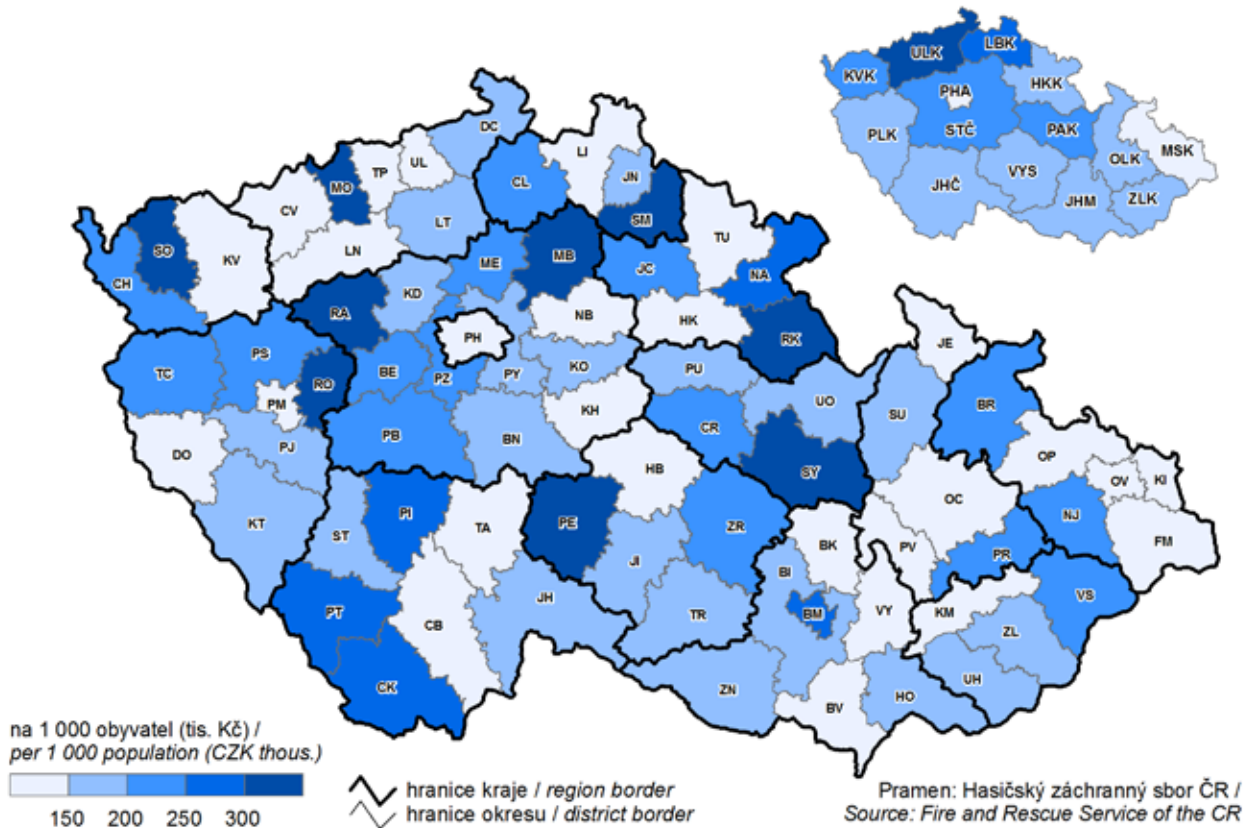 ULK LBK
KVK HKK
PHA
PLK STČ PAK MSK
OLK
VYS
JHČ JHM ZLK
DC
LI
UL
TP
MO CL JN
CV LT SM
TU
SO KV LN ME MB JC NA
CH
RA KD
NB HK
PH RK
JE
TC PS BE PZ PY KO PU
RO
PM UO SU BR
KH
PB CR
DO PJ BN
HB SY OP
OV KI
OC
KT ST PI TA PE ZR NJ
BK PV PR FM
JI BI
PT JH TR BM VY KM VS
CB ZL
CK ZN BV HO UH
na 1 000 obyvatel (tis. Kč) /
per 1 000 population (CZK thous.)
150 200 250 300
hranice kraje / region border
hranice okresu / district border
Pramen: Hasičský záchranný sbor ČR /
Source: Fire and Rescue Service of the CR